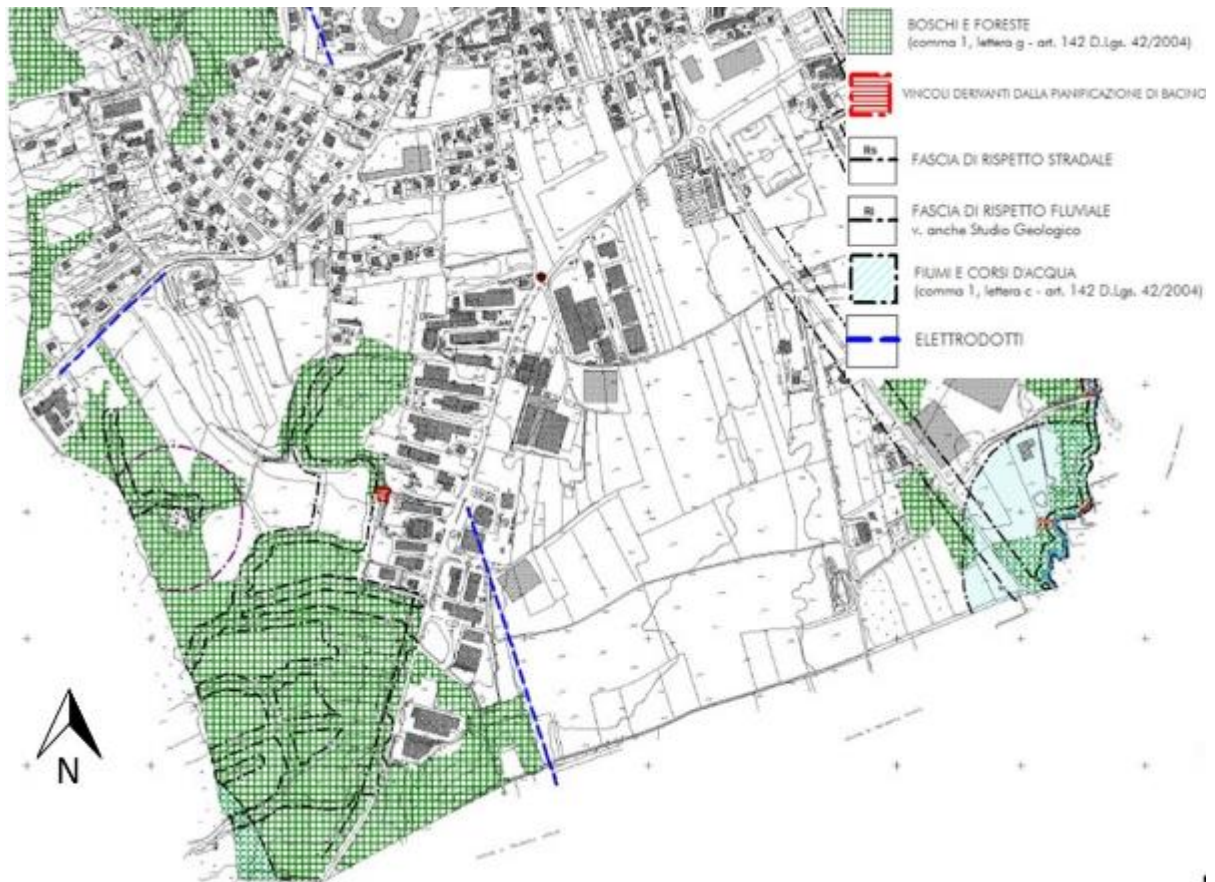 BOSCHI E FORESTE
(comma 1, lettera g - art. 142 D.Lgs. 42/2004)
VINCOLI DERIVANTI DALLA PIANIFICAZIONE DI BACINO
Rs
FASCIA DI RISPETTO STRADALE
Ri
FASCIA DI RISPETTO FLUVIALE
v. anche Studio Geologico
FIUMI E CORSI D'ACQUA
(comma 1, lettera c - art. 142 D.Lgs. 42/2004)
ELETTRODOTTI
N